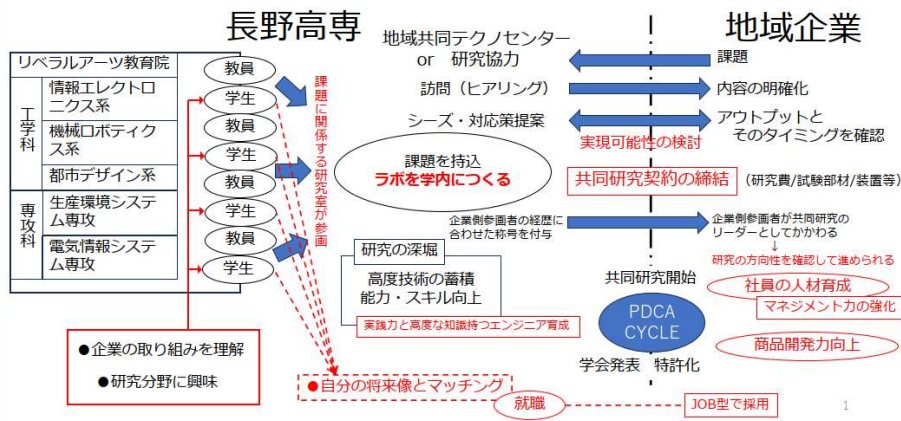 長野高専
地域企業
リベラルアーツ教育院
工学科
情報エレクトロ
ニクス系
機械ロボティク
ス系
都市デザイン系
専攻科
生産環境システ
ム専攻
電気情報システ
ム専攻
教員
学生
教員
学生
教員
学生
教員
学生
課題に関係する研究室が参画
●企業の取り組みを理解
●研究分野に興味
地域共同テクノセンター
or 研究協力
課題
訪問（ヒアリング）
内容の明確化
シーズ・対応策提案
アウトプットと
そのタイミングを確認
実現可能性の検討
課題を持込
ラボを学内につくる
共同研究契約の締結
（研究費/試験部材/装置等）
企業側参画者の経歴に
合わせた称号を付与
企業側参画者が共同研究の
リーダーとしてかかわる
↓
研究の方向性を確認して進められる
研究の深堀
高度技術の蓄積
能力・スキル向上
実践力と高度な知識持つエンジニア育成
共同研究開始
PDCA
CYCLE
学会発表 特許化
社員の人材育成
マネジメント力の強化
商品開発力向上
●自分の将来像とマッチング
就職
JOB型で採用
1